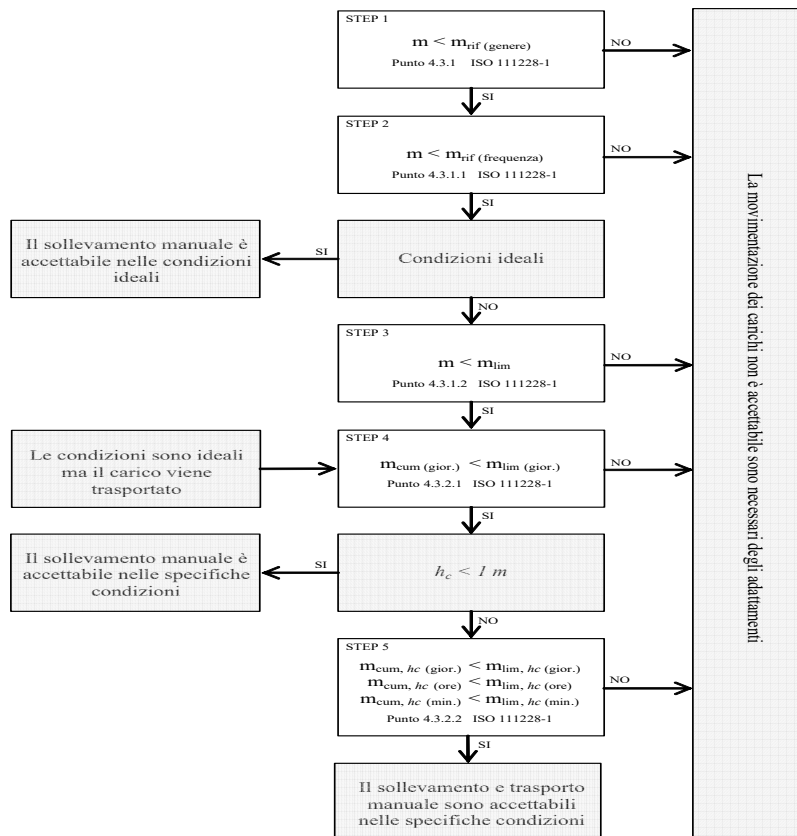 STEP 1
m < mrif (genere)
Punto 4.3.1 ISO 111228-1
NO
SI
STEP 2
m < mrif (frequenza)
Punto 4.3.1.1 ISO 111228-1
NO
SI
Il sollevamento manuale è
accettabile nelle condizioni
ideali
SI
Condizioni ideali
NO
STEP 3
m < mlim
Punto 4.3.1.2 ISO 111228-1
NO
SI
Le condizioni sono ideali
ma il carico viene
trasportato
STEP 4
mcum (gior.) < mlim (gior.)
Punto 4.3.2.1 ISO 111228-1
NO
SI
Il sollevamento manuale è
accettabile nelle specifiche
condizioni
SI
hc < 1 m
NO
STEP 5
mcum, hc (gior.) < mlim, hc (gior.)
mcum, hc (ore) < mlim, hc (ore)
mcum, hc (min.) < mlim, hc (min.)
Punto 4.3.2.2 ISO 111228-1
NO
SI
Il sollevamento e trasporto
manuale sono accettabili
nelle specifiche condizioni
La movimentazione dei carichi non è accettabile sono necessari degli adattamenti